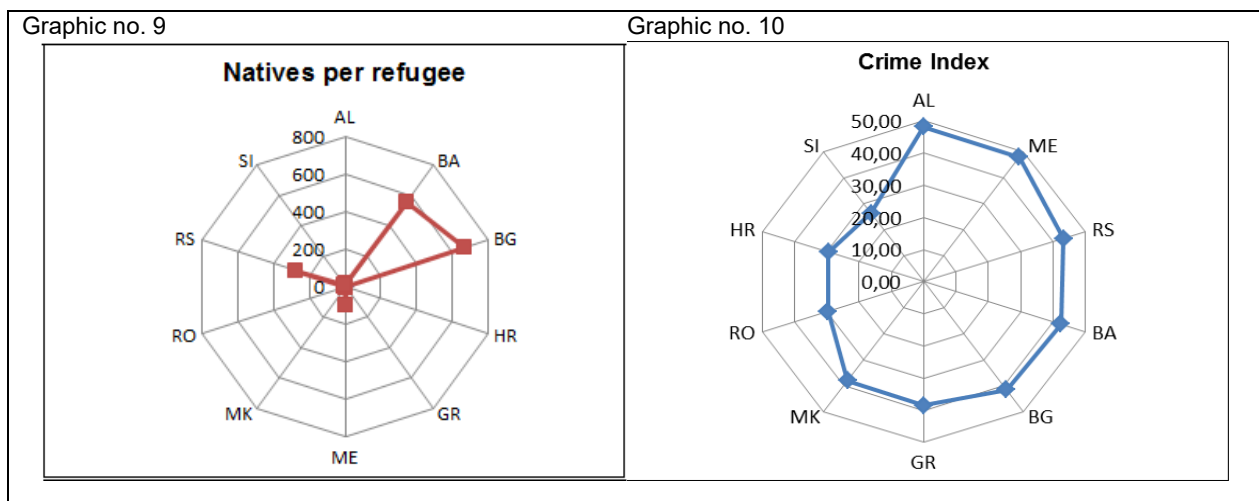 Graphic no. 9
Natives per refugee
AL
800
BA
SI
600
400
RS
BG
200
0
RO
HR
MK
GR
ME
Graphic no. 10
Crime Index
AL
50,00
SI
ME
40,00
30,00
HR
20,00
RS
10,00
0,00
RO
BA
MK
BG
GR